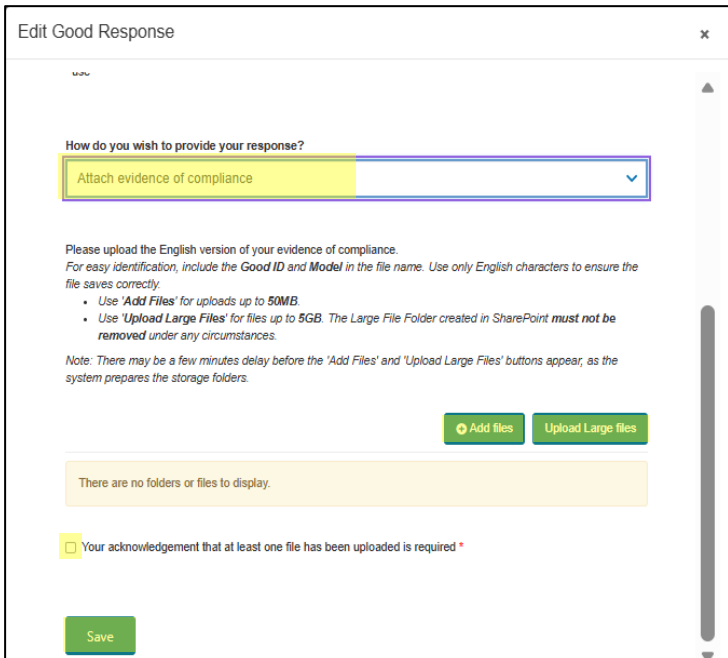 Edit Good Response
×
use
How do you wish to provide your response?
Attach evidence of compliance
Please upload the English version of your evidence of compliance.
For easy identification, include the Good ID and Model in the file name. Use only English characters to ensure the
file saves correctly.
• Use 'Add Files' for uploads up to 50MB.
• Use 'Upload Large Files' for files up to 5GB. The Large File Folder created in SharePoint must not be
removed under any circumstances.
Note: There may be a few minutes delay before the 'Add Files' and 'Upload Large Files' buttons appear, as the
system prepares the storage folders.
Add files Upload Large files
There are no folders or files to display.
Your acknowledgement that at least one file has been uploaded is required *
Save